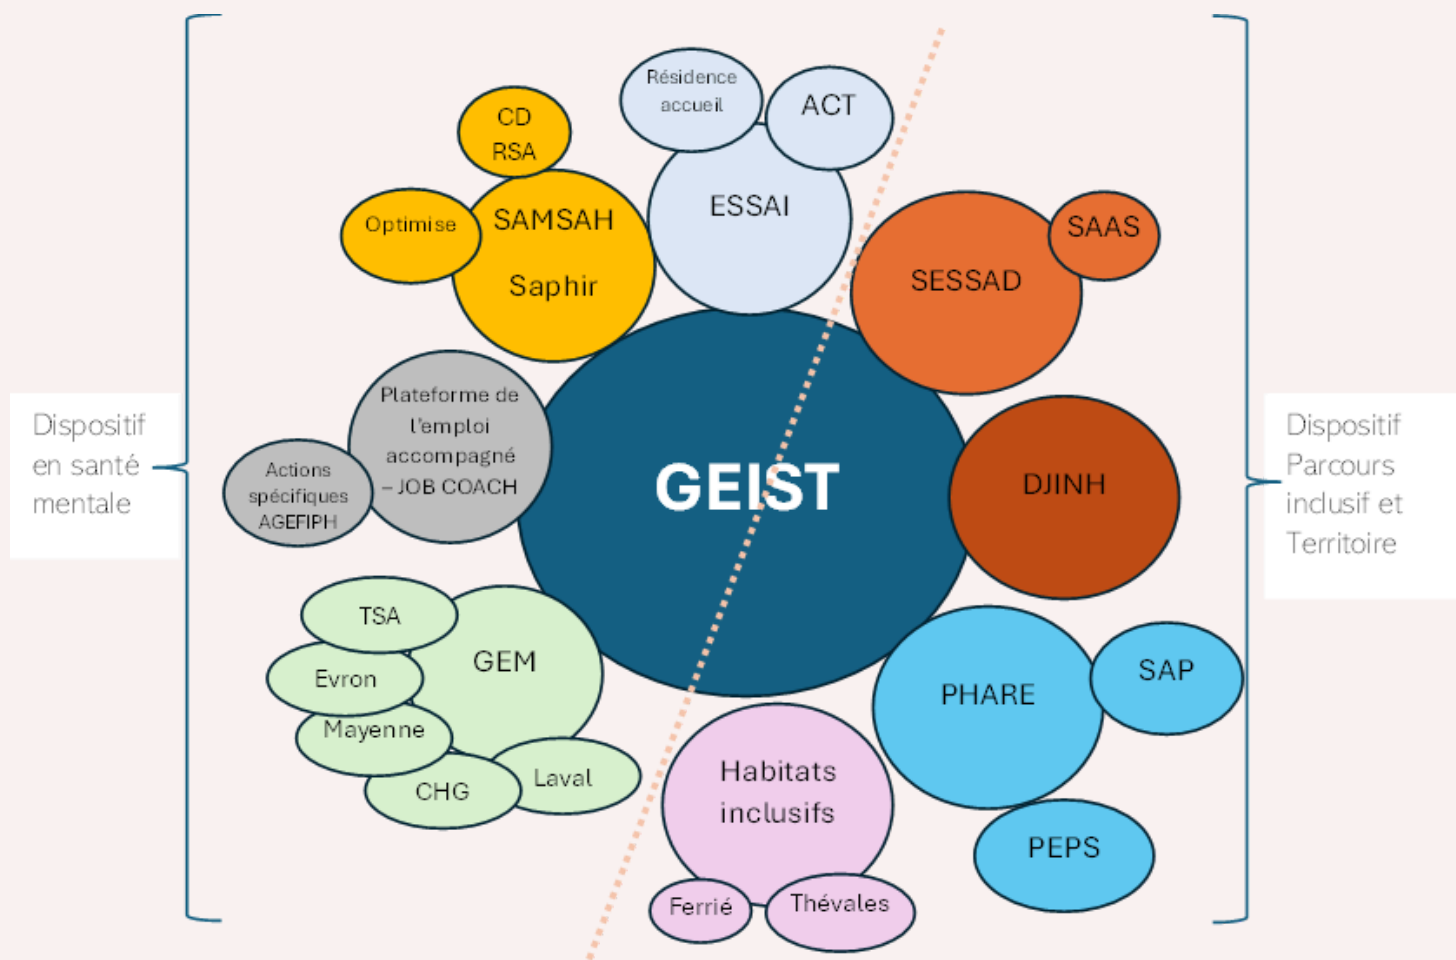 Résidence
accueil
ACT
ESSAI
CD
RSA
Optimise
SAMSAH
Saphir
SAAS
SESSAD
Plateforme de
l’emploi
accompagné
– JOB COACH
Actions
spécifiques
AGEFIPH
Dispositif
en santé
mentale
GEIST
DJINH
Dispositif
Parcours
inclusif et
Territoire
TSA
Evron
Mayenne
CHG
Laval
GEM
PHARE
SAP
PEPS
Habitats
inclusifs
Ferrié
Thévales